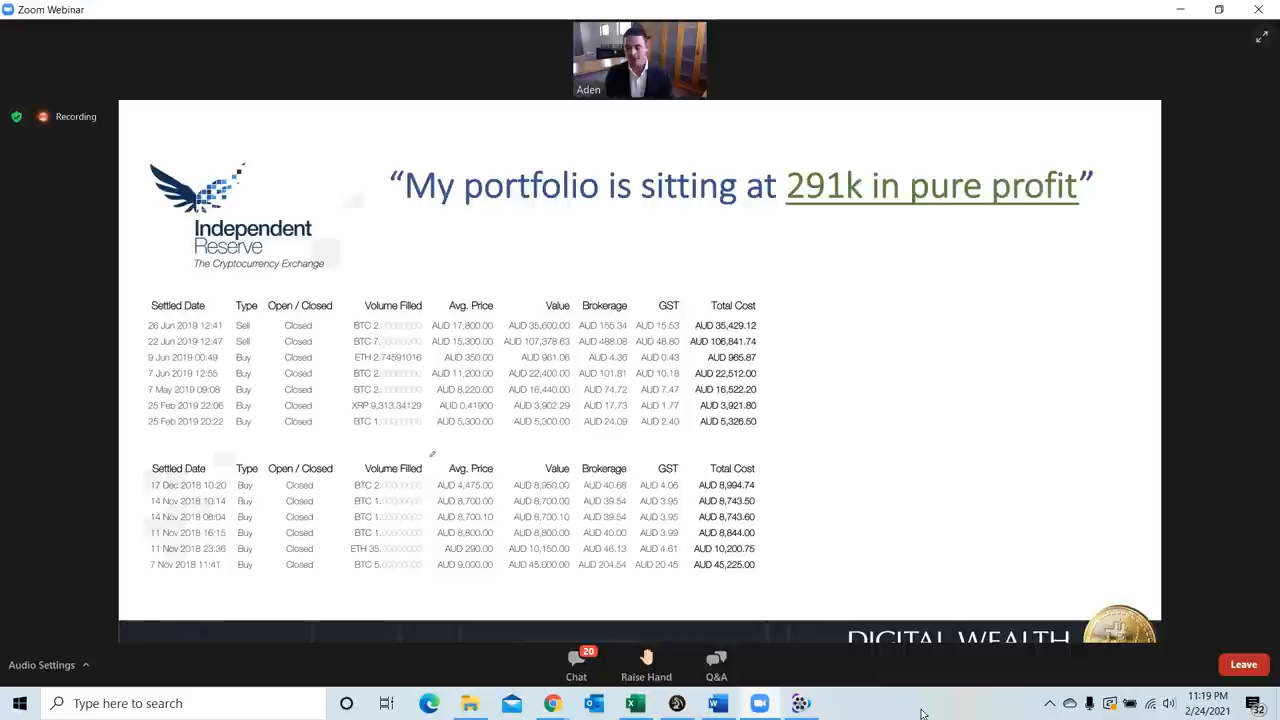 Zoom Webinar
Aden
Recording
Independent
Reserve
The Cryptocurrency Exchange
“My portfolio is sitting at 291k in pure profit”
Settled Date Type Open / Closed Volume Filled Avg. Price Value Brokerage GST Total Cost
26 Jun 2019 12:41 Sell Closed BTC 2. AUD 17,800.00 AUD 35,600.00 AUD 155.34 AUD 15.53 AUD 35,429.12
22 Jun 2019 12:47 Sell Closed BTC 7. AUD 15,300.00 AUD 107,378.63 AUD 488.08 AUD 48.80 AUD 106,841.74
9 Jun 2019 00:49 Buy Closed ETH 2.74591016 AUD 350.00 AUD 961.06 AUD 4.36 AUD 0.43 AUD 965.87
7 Jun 2019 12:55 Buy Closed BTC 2. AUD 11,200.00 AUD 22,400.00 AUD 101.81 AUD 10.18 AUD 22,512.00
7 May 2019 09:08 Buy Closed BTC 2. AUD 8,220.00 AUD 16,440.00 AUD 74.72 AUD 7.47 AUD 16,522.20
25 Feb 2019 22:06 Buy Closed XRP 9,313.34129 AUD 0.41900 AUD 3,902.29 AUD 17.73 AUD 1.77 AUD 3,921.80
25 Feb 2019 20:22 Buy Closed BTC 1. AUD 5,300.00 AUD 5,300.00 AUD 24.09 AUD 2.40 AUD 5,326.50
Settled Date Type Open / Closed Volume Filled Avg. Price Value Brokerage GST Total Cost
17 Dec 2018 10:20 Buy Closed BTC 2. AUD 4,475.00 AUD 8,950.00 AUD 40.68 AUD 4.06 AUD 8,994.74
14 Nov 2018 10:14 Buy Closed BTC 1. AUD 8,700.00 AUD 8,700.00 AUD 39.54 AUD 3.95 AUD 8,743.50
14 Nov 2018 08:04 Buy Closed BTC 1. AUD 8,700.10 AUD 8,700.10 AUD 39.54 AUD 3.95 AUD 8,743.60
11 Nov 2018 16:15 Buy Closed BTC 1. AUD 8,800.00 AUD 8,800.00 AUD 40.00 AUD 3.99 AUD 8,844.00
11 Nov 2018 23:36 Buy Closed ETH 35. AUD 290.00 AUD 10,150.00 AUD 46.13 AUD 4.61 AUD 10,200.75
7 Nov 2018 11:41 Buy Closed BTC 5. AUD 9,000.00 AUD 45,000.00 AUD 204.54 AUD 20.45 AUD 45,225.00
DIGITAL WEALTH
Audio Settings
20
Chat
Raise Hand
Q&A
Leave
Type here to search
11:19 PM
2/24/2021
32